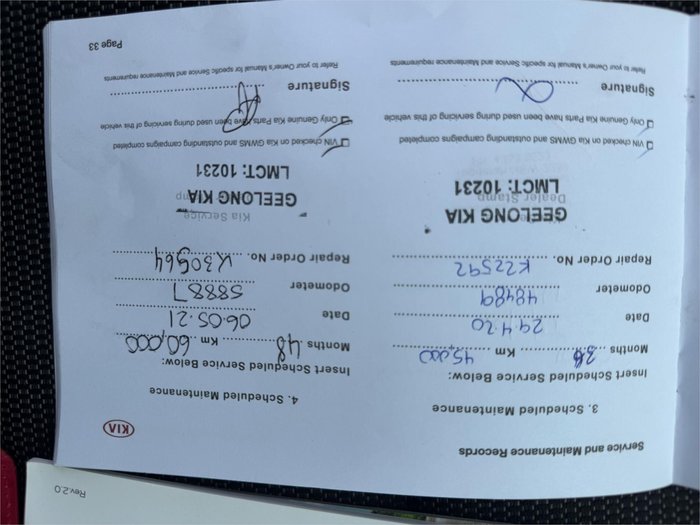 Rev.2.0
Service and Maintenance Records
KIA
3. Scheduled Maintenance
Insert Scheduled Service Below:
Months 36 Km 45,000
Date 29.4.20
Odometer 48489
Repair Order No. K22592
GEELONG KIA
Dealer Stamp
LMCT: 10231
VIN checked on Kia GWMS and outstanding campaigns completed
Only Genuine Kia Parts have been used during servicing of this vehicle
Signature
Refer to your Owner's Manual for specific Service and Maintenance requirements
4. Scheduled Maintenance
Insert Scheduled Service Below:
Months 48 Km 60,000
Date 06.05.21
Odometer 58887
Repair Order No. K30964
Kia Service
GEELONG KIA
LMCT: 10231
VIN checked on Kia GWMS and outstanding campaigns completed
Only Genuine Kia Parts have been used during servicing of this vehicle
Signature
Refer to your Owner's Manual for specific Service and Maintenance requirements
Page 33